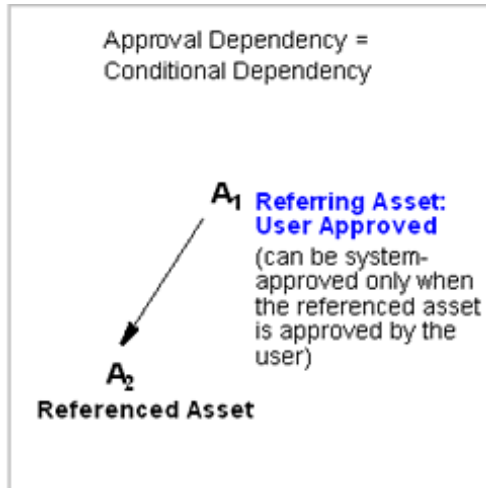 Approval Dependency =
Conditional Dependency
A1 Referring Asset:
User Approved
(can be system-
approved only when
the referenced asset
is approved by the
user)
A2
Referenced Asset